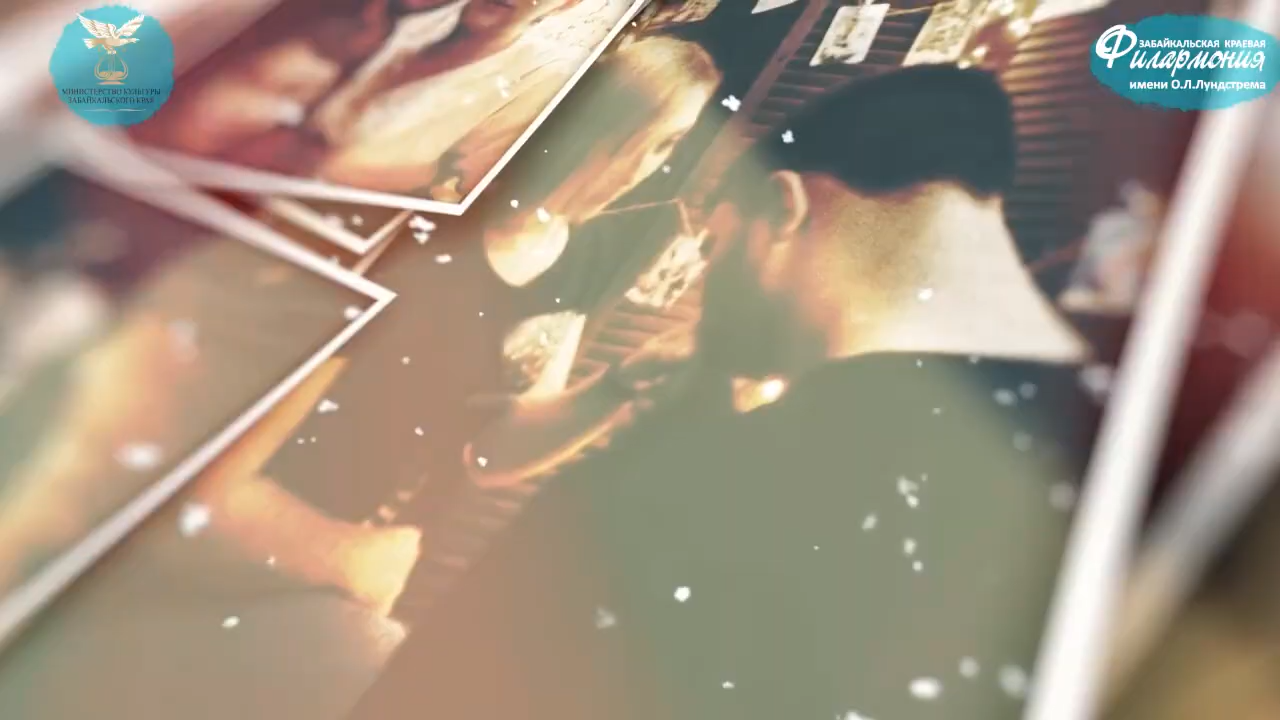 МИНИСТЕРСТВО КУЛЬТУРЫ
ЗАБАЙКАЛЬСКОГО КРАЯ
ЗАБАЙКАЛЬСКАЯ КРАЕВАЯ
Филармония
имени О.Л.Лундстрема